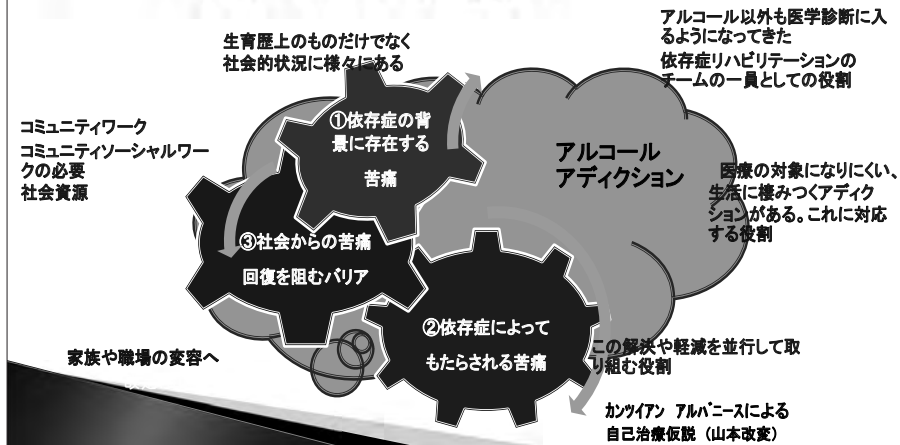 アルコール以外も医学診断に入
るようになってきた
依存症リハビリテーションの
チームの一員としての役割
生育歴上のものだけでなく
社会的状況に様々にある
①依存症の背
景に存在する
苦痛
コミュニティワーク
コミュニティソーシャルワー
クの必要
社会資源
アルコール
アディクション
医療の対象になりにくい、
生活に棲みつくアディク
ションがある。これに対応
する役割
③社会からの苦痛
回復を阻むバリア
②依存症によって
もたらされる苦痛
この解決や軽減を並行して取
り組む役割
家族や職場の変容へ
カンツイアン アルバニースによる
自己治療仮説（山本改変）